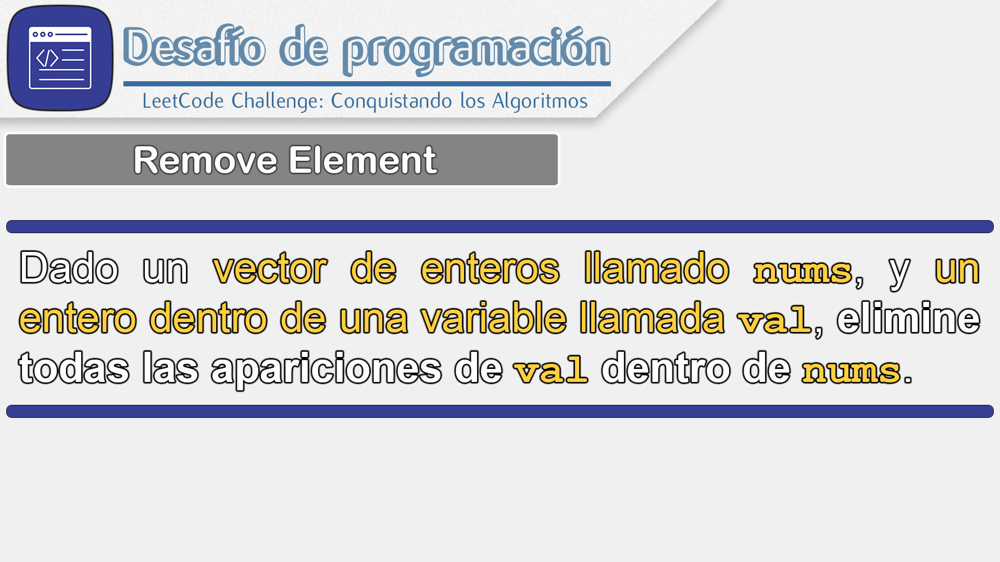 Desafío de programación
LeetCode Challenge: Conquistando los Algoritmos
Remove Element
Dado un vector de enteros llamado nums, y un
entero dentro de una variable llamada val, elimine
todas las apariciones de val dentro de nums.